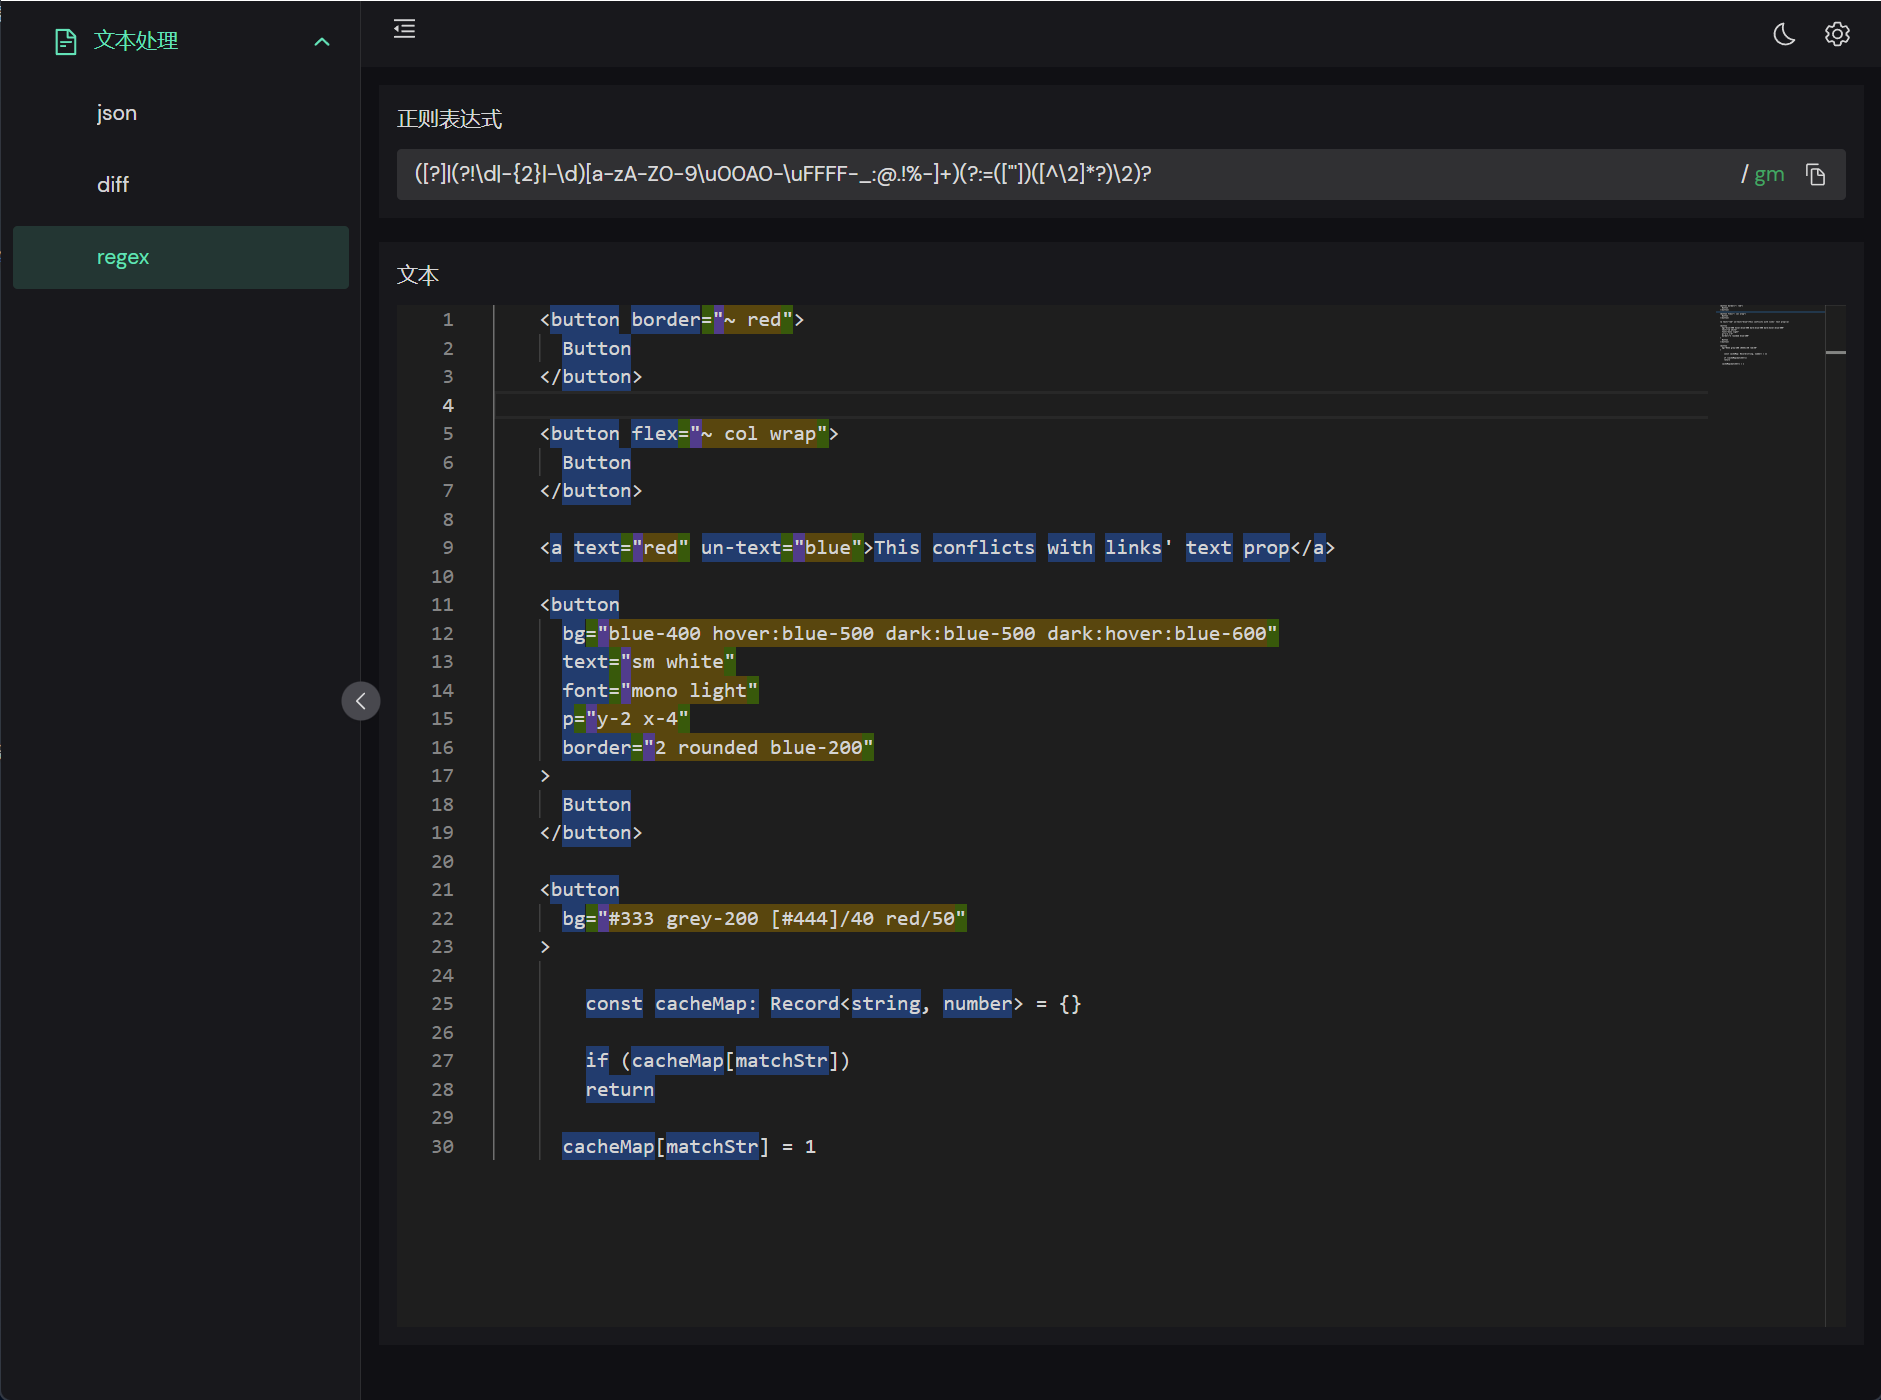 文本处理
json
diff
regex
正则表达式
([?]|(?!\d|-{2}|-\d)[a-zA-Z0-9\u00A0-\uFFFF-_:@.!%-]+)(?:=(["'])([^\2]*?)\2)?
/ gm
文本
1 <button border="~ red">
2 Button
3 </button>
4
5 <button flex="~ col wrap">
6 Button
7 </button>
8
9 <a text="red" un-text="blue">This conflicts with links' text prop</a>
10
11 <button
12 bg="blue-400 hover:blue-500 dark:blue-500 dark:hover:blue-600"
13 text="sm white"
14 font="mono light"
15 p="y-2 x-4"
16 border="2 rounded blue-200"
17 >
18 Button
19 </button>
20
21 <button
22 bg="#333 grey-200 [#444]/40 red/50"
23 >
24
25 const cacheMap: Record<string, number> = {}
26
27 if (cacheMap[matchStr])
28 return
29
30 cacheMap[matchStr] = 1